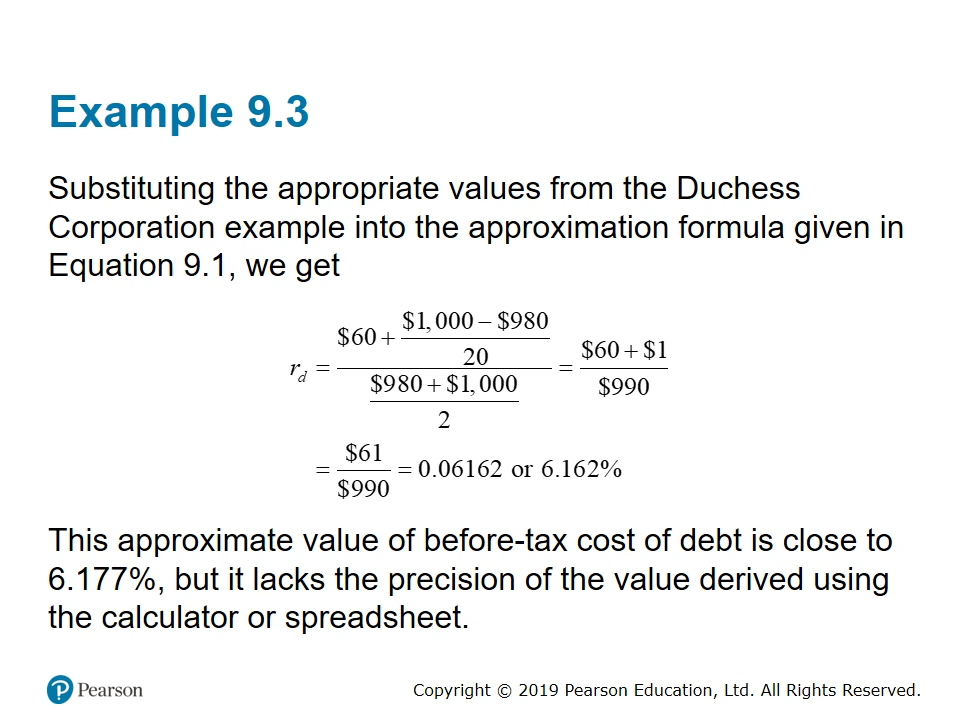 Example 9.3
Substituting the appropriate values from the Duchess
Corporation example into the approximation formula given in
Equation 9.1, we get
$1,000 – $980
$60 +
20
r_d =
$980 + $1,000
2
= $60 + $1
$990
= $61
$990
= 0.06162 or 6.162%
This approximate value of before-tax cost of debt is close to
6.177%, but it lacks the precision of the value derived using
the calculator or spreadsheet.
P Pearson
Copyright © 2019 Pearson Education, Ltd. All Rights Reserved.